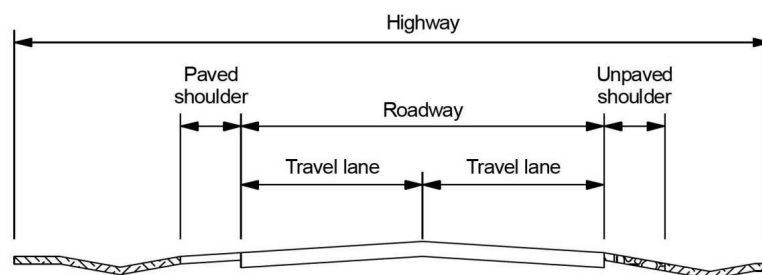 Highway
Paved
shoulder
Unpaved
shoulder
Roadway
Travel lane
Travel lane